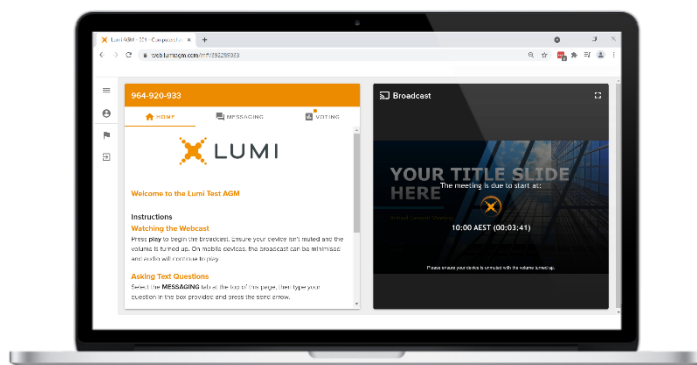 964-920-933
HOME
MESSAGING
VOTING
LUMI
Welcome to the Lumi Test AGM
Instructions
Watching the Webcast
Press play to begin the broadcast. Ensure your device isn't muted and the
volume is turned up. On mobile devices, the broadcast can be minimised
and audio will continue to play.
Asking Text Questions
Select the MESSAGING tab at the top of this page, then type your
question in the box provided and press the send arrow.
Broadcast
YOUR TITLE SLIDE
HERE
The meeting is due to start at:
10:00 AEST (00:03:41)
Please ensure your device is unmuted with the volume turned up.